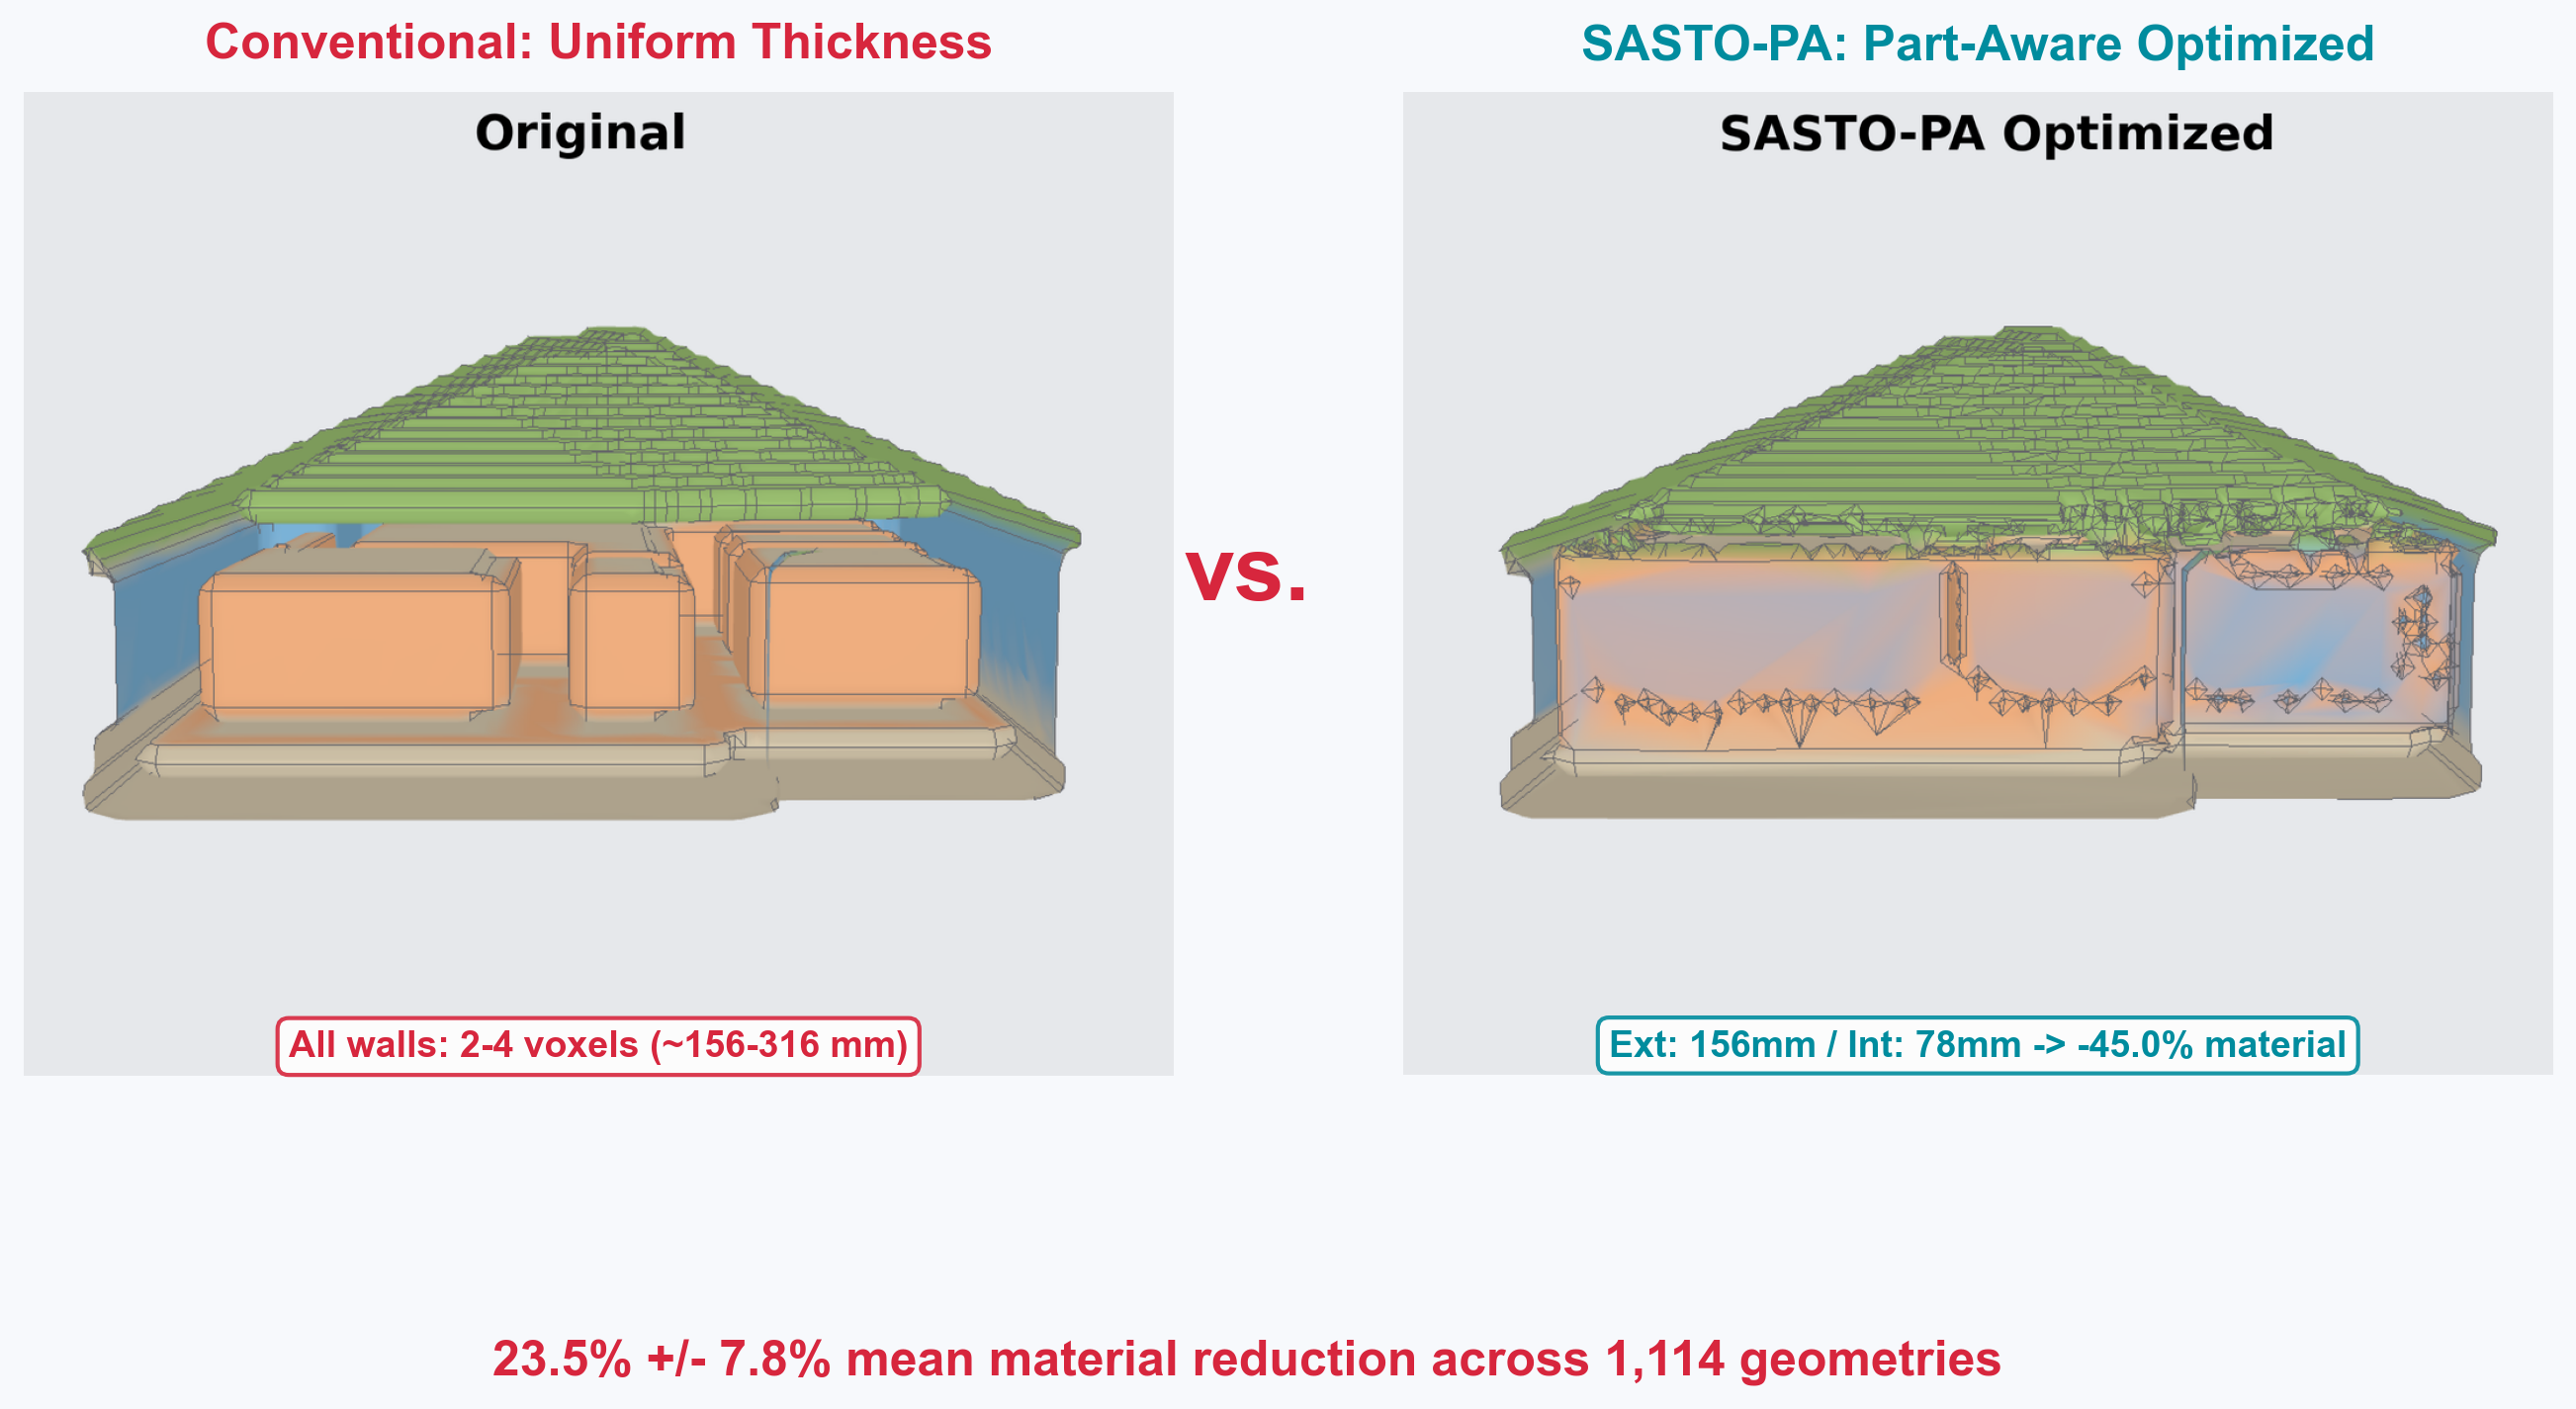 Conventional: Uniform Thickness
SASTO-PA: Part-Aware Optimized
Original
SASTO-PA Optimized
vs.
All walls: 2-4 voxels (~156-316 mm)
Ext: 156mm / Int: 78mm -> -45.0% material
23.5% +/- 7.8% mean material reduction across 1,114 geometries